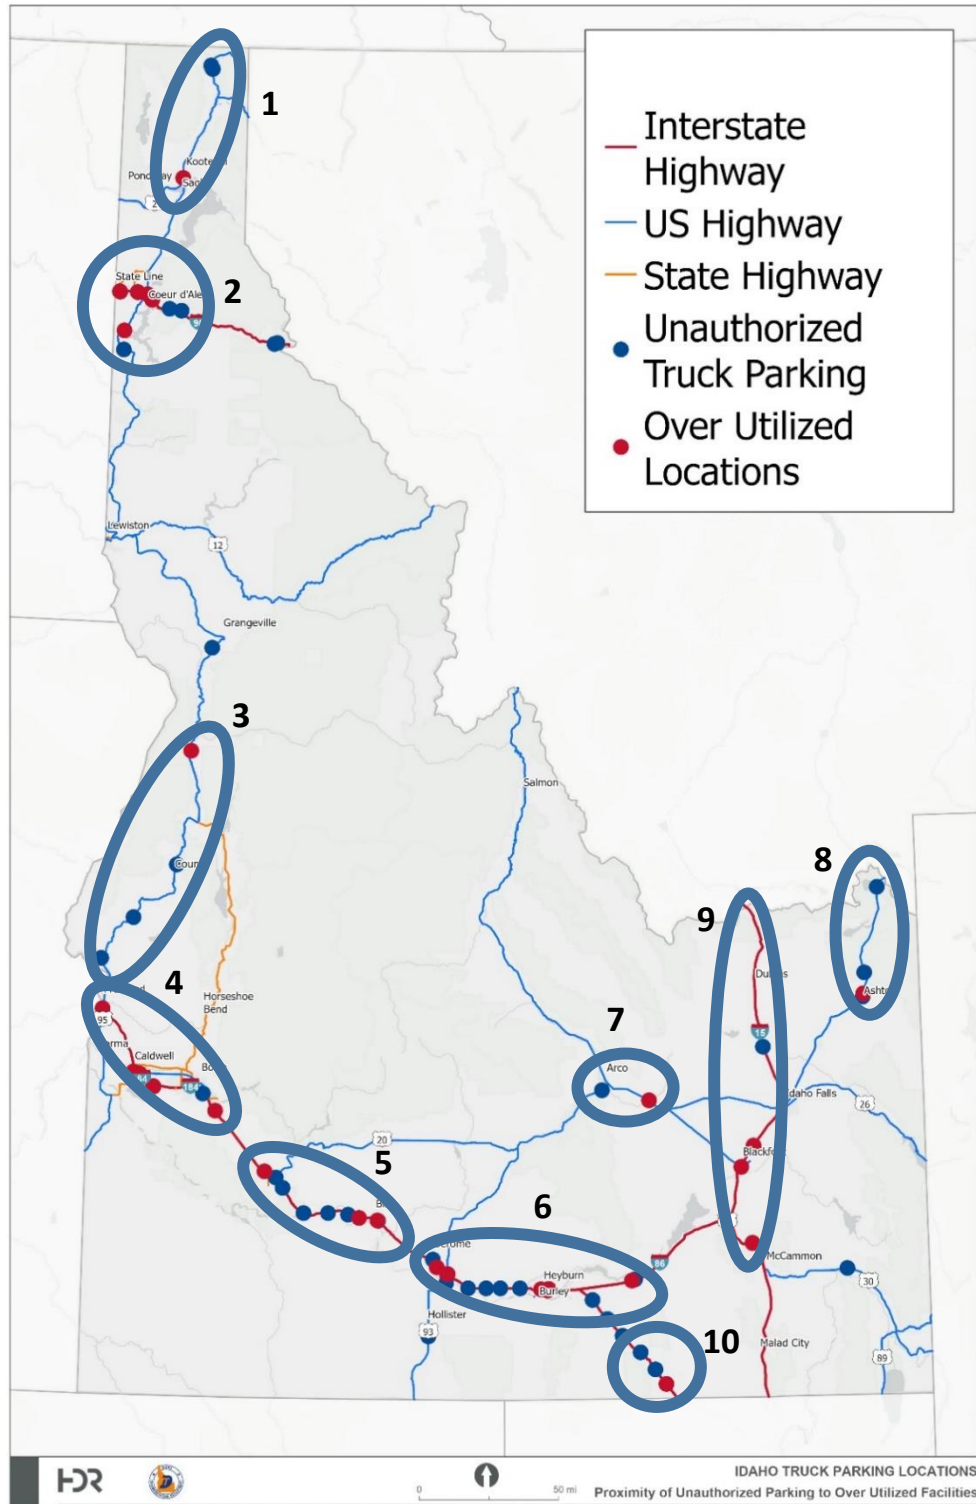 1
Interstate
Highway
US Highway
State Highway
Unauthorized
Truck Parking
Over Utilized
Locations
2
State Line
2
Lewiston
12
Grangeville
3
Salmon
8
9
4
Horseshoe
Bend
95
Caldwell
7
15
Arco
Idaho Falls
26
20
5
6
Heyburn
Burley
86
McCammon
30
Hollister
93
10
Malad City
89
HDR
0
50 mi
IDAHO TRUCK PARKING LOCATIONS
Proximity of Unauthorized Parking to Over Utilized Facilities